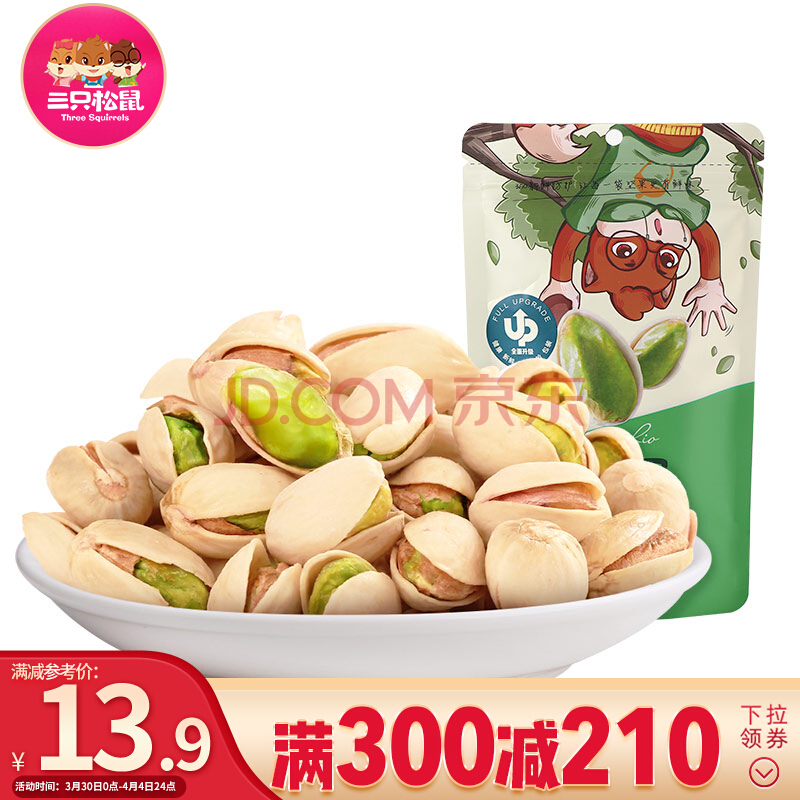 三只松鼠
Three Squirrels
FULL UPGRADE
UP
全面升级
JD.COM 京东
满减参考价:
¥13.9
活动时间: 3月30日0点-4月4日24点
满300减210
下拉
领券